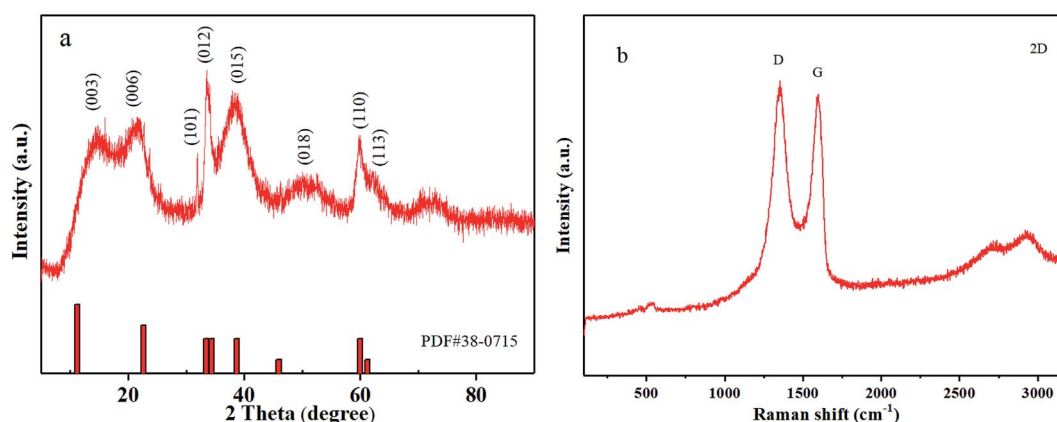 a
(003)
(006)
(101)
(012)
(015)
(018)
(110)
(113)
Intensity (a.u.)
PDF#38-0715
20
40
60
80
2 Theta (degree)
b
D
G
2D
Intensity (a.u.)
500
1000
1500
2000
2500
3000
Raman shift (cm⁻¹)